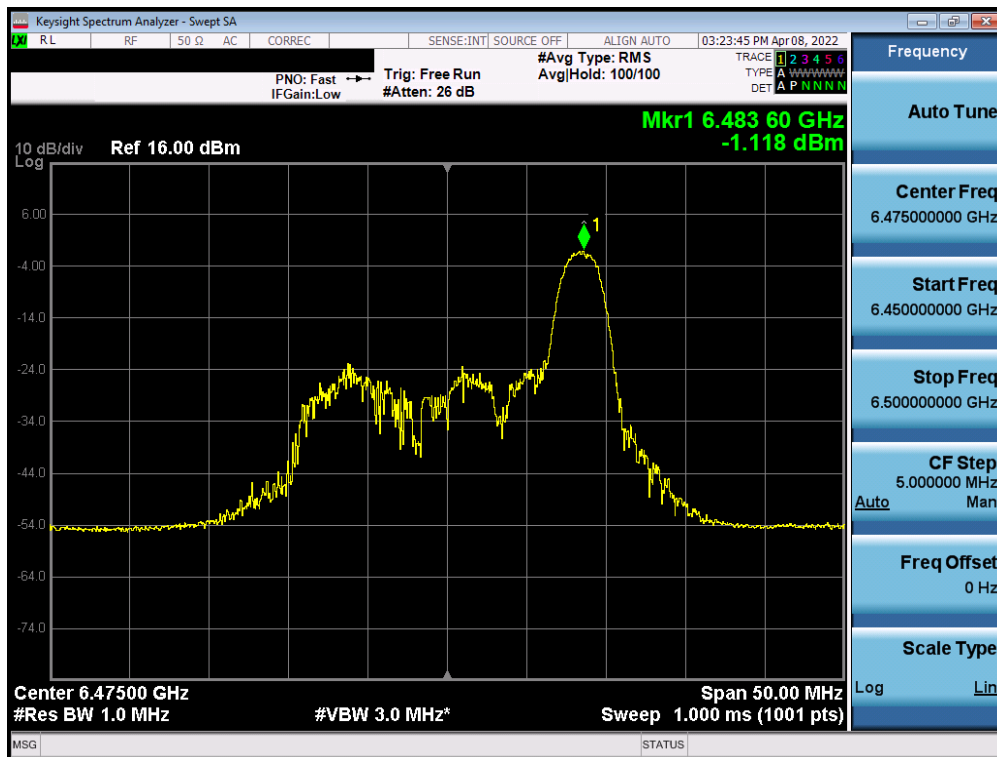 Keysight Spectrum Analyzer - Swept SA
LXI RL RF 50 Ω AC CORREC SENSE:INT SOURCE OFF ALIGN AUTO 03:23:45 PM Apr 08, 2022
Frequency
#Avg Type: RMS
TRACE 1 2 3 4 5 6
PNO: Fast
Trig: Free Run
Avg|Hold: 100/100
TYPE A WWWWW
IFGain:Low
#Atten: 26 dB
DET A P N N N N
Auto Tune
Mkr1 6.483 60 GHz
-1.118 dBm
10 dB/div Ref 16.00 dBm
Log
6.00
-4.00
-14.0
-24.0
-34.0
-44.0
-54.0
-64.0
-74.0
1
Center Freq
6.475000000 GHz
Start Freq
6.450000000 GHz
Stop Freq
6.500000000 GHz
CF Step
5.000000 MHz
Auto Man
Freq Offset
0 Hz
Scale Type
Log Lin
Center 6.47500 GHz
Span 50.00 MHz
#Res BW 1.0 MHz
#VBW 3.0 MHz*
Sweep 1.000 ms (1001 pts)
MSG
STATUS